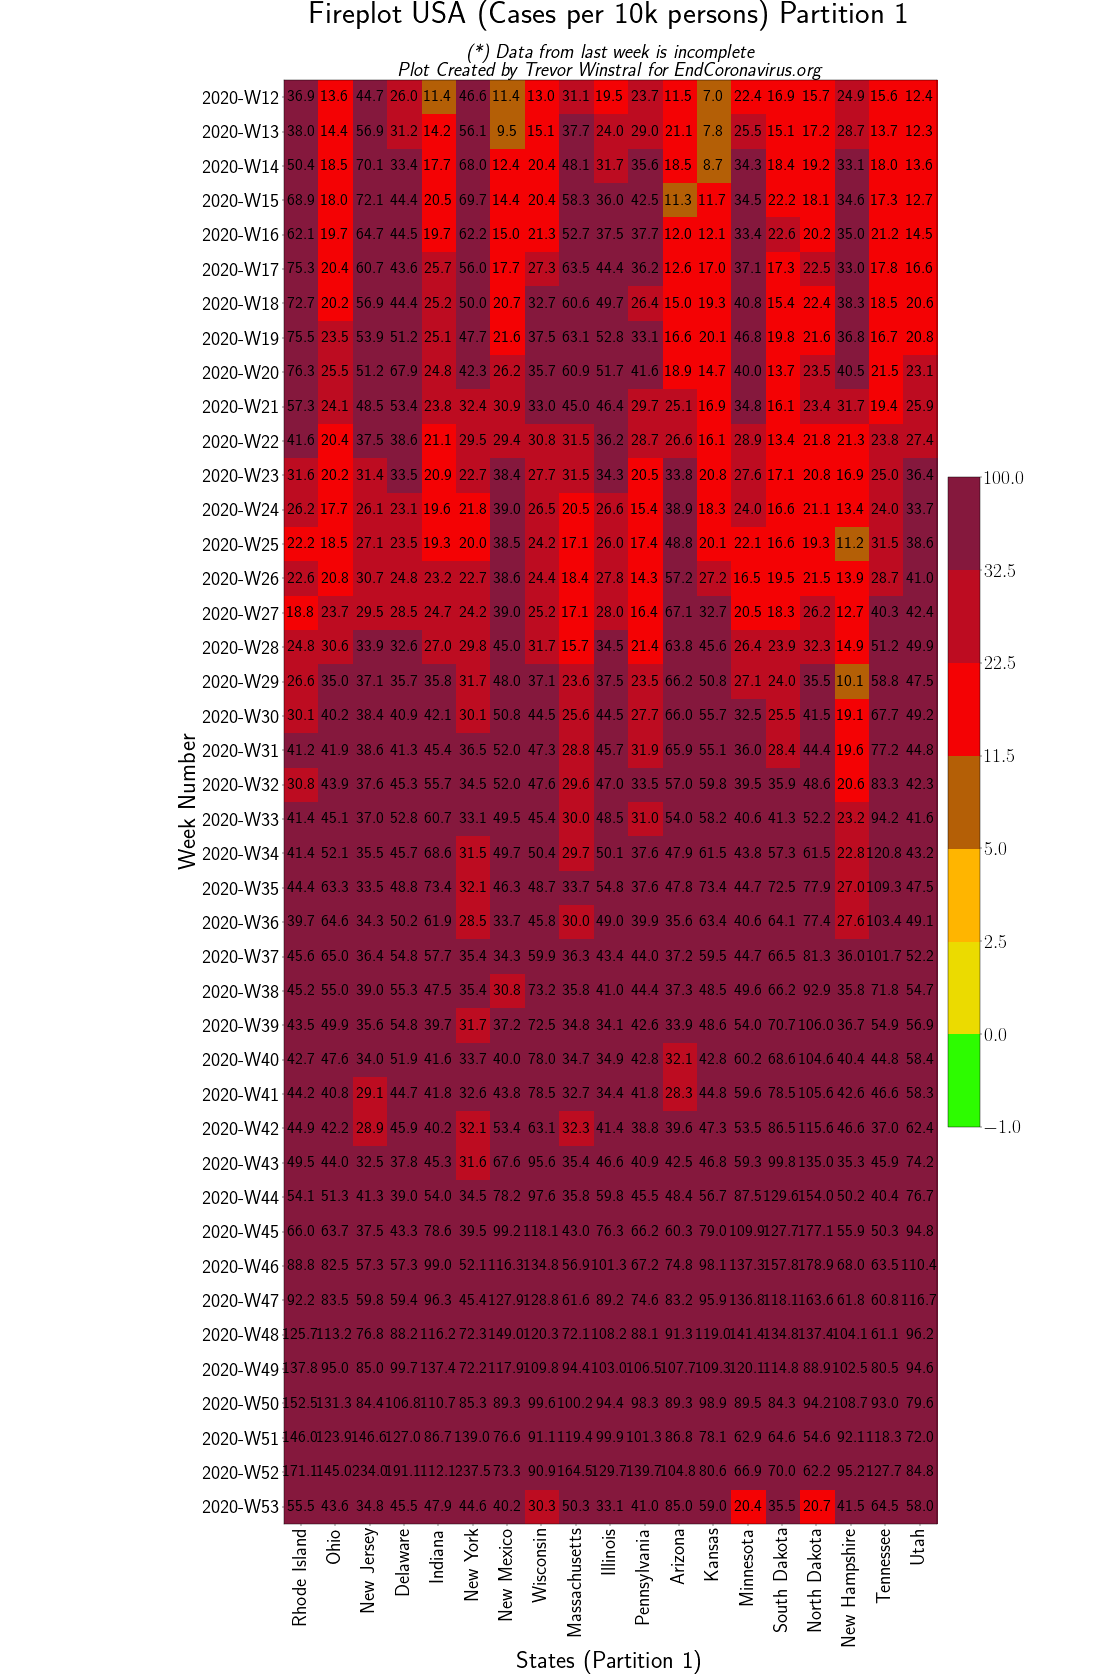 Fireplot USA (Cases per 10k persons) Partition 1
(*) Data from last week is incomplete
Plot Created by Trevor Winstral for EndCoronavirus.org
2020-W12 36.9 13.6 44.7 26.0 11.4 46.6 11.4 13.0 31.1 19.5 23.7 11.5 7.0 22.4 16.9 15.7 24.9 15.6 12.4
2020-W13 38.0 14.4 56.9 31.2 14.2 56.1 9.5 15.1 37.7 24.0 29.0 21.1 7.8 25.5 15.1 17.2 28.7 13.7 12.3
2020-W14 50.4 18.5 70.1 33.4 17.7 68.0 12.4 20.4 48.1 31.7 35.6 18.5 8.7 34.3 18.4 19.2 33.1 18.0 13.6
2020-W15 68.9 18.0 72.1 44.4 20.5 69.7 14.4 20.4 58.3 36.0 42.5 11.3 11.7 34.5 22.2 18.1 34.6 17.3 12.7
2020-W16 62.1 19.7 64.7 44.5 19.7 62.2 15.0 21.3 52.7 37.5 37.7 12.0 12.1 33.4 22.6 20.2 35.0 21.2 14.5
2020-W17 75.3 20.4 60.7 43.6 25.7 56.0 17.7 27.3 63.5 44.4 36.2 12.6 17.0 37.1 17.3 22.5 33.0 17.8 16.6
2020-W18 72.7 20.2 56.9 44.4 25.2 50.0 20.7 32.7 60.6 49.7 26.4 15.0 19.3 40.8 15.4 22.4 38.3 18.5 20.6
2020-W19 75.5 23.5 53.9 51.2 25.1 47.7 21.6 37.5 63.1 52.8 33.1 16.6 20.1 46.8 19.8 21.6 36.8 16.7 20.8
2020-W20 76.3 25.5 51.2 67.9 24.8 42.3 26.2 35.7 60.9 51.7 41.6 18.9 14.7 40.0 13.7 23.5 40.5 21.5 23.1
2020-W21 57.3 24.1 48.5 53.4 23.8 32.4 30.9 33.0 45.0 46.4 29.7 25.1 16.9 34.8 16.1 23.4 31.7 19.4 25.9
2020-W22 41.6 20.4 37.5 38.6 21.1 29.5 29.4 30.8 31.5 36.2 28.7 26.6 16.1 28.9 13.4 21.8 21.3 23.8 27.4
2020-W23 31.6 20.2 31.4 33.5 20.9 22.7 38.4 27.7 31.5 34.3 20.5 33.8 20.8 27.6 17.1 20.8 16.9 25.0 36.4
2020-W24 26.2 17.7 26.1 23.1 19.6 21.8 39.0 26.5 20.5 26.6 15.4 38.9 18.3 24.0 16.6 21.1 13.4 24.0 33.7
2020-W25 22.2 18.5 27.1 23.5 19.3 20.0 38.5 24.2 17.1 26.0 17.4 48.8 20.1 22.1 16.6 19.3 11.2 31.5 38.6
2020-W26 22.6 20.8 30.7 24.8 23.2 22.7 38.6 24.4 18.4 27.8 14.3 57.2 27.2 16.5 19.5 21.5 13.9 28.7 41.0
2020-W27 18.8 23.7 29.5 28.5 24.7 24.2 39.0 25.2 17.1 28.0 16.4 67.1 32.7 20.5 18.3 26.2 12.7 40.3 42.4
2020-W28 24.8 30.6 33.9 32.6 27.0 29.8 45.0 31.7 15.7 34.5 21.4 63.8 45.6 26.4 23.9 32.3 14.9 51.2 49.9
2020-W29 26.6 35.0 37.1 35.7 35.8 31.7 48.0 37.1 23.6 37.5 23.5 66.2 50.8 27.1 24.0 35.5 10.1 58.8 47.5
2020-W30 30.1 40.2 38.4 40.9 42.1 30.1 50.8 44.5 25.6 44.5 27.7 66.0 55.7 32.5 25.5 41.5 19.1 67.7 49.2
2020-W31 41.2 41.9 38.6 41.3 45.4 36.5 52.0 47.3 28.8 45.7 31.9 65.9 55.1 36.0 28.4 44.4 19.6 77.2 44.8
2020-W32 30.8 43.9 37.6 45.3 55.7 34.5 52.0 47.6 29.6 47.0 33.5 57.0 59.8 39.5 35.9 48.6 20.6 83.3 42.3
2020-W33 41.4 45.1 37.0 52.8 60.7 33.1 49.5 45.4 30.0 48.5 31.0 54.0 58.2 40.6 41.3 52.2 23.2 94.2 41.6
2020-W34 41.4 52.1 35.5 45.7 68.6 31.5 49.7 50.4 29.7 50.1 37.6 47.9 61.5 43.8 57.3 61.5 22.8 120.8 43.2
2020-W35 44.4 63.3 33.5 48.8 73.4 32.1 46.3 48.7 33.7 54.8 37.6 47.8 73.4 44.7 72.5 77.9 27.0 109.3 47.5
2020-W36 39.7 64.6 34.3 50.2 61.9 28.5 33.7 45.8 30.0 49.0 39.9 35.6 63.4 40.6 64.1 77.4 27.6 103.4 49.1
2020-W37 45.6 65.0 36.4 54.8 57.7 35.4 34.3 59.9 36.3 43.4 44.0 37.2 59.5 44.7 66.5 81.3 36.0 101.7 52.2
2020-W38 45.2 55.0 39.0 55.3 47.5 35.4 30.8 73.2 35.8 41.0 44.4 37.3 48.5 49.6 66.2 92.9 35.8 71.8 54.7
2020-W39 43.5 49.9 35.6 54.8 39.7 31.7 37.2 72.5 34.8 34.1 42.6 33.9 48.6 54.0 70.7 106.0 36.7 54.9 56.9
2020-W40 42.7 47.6 34.0 51.9 41.6 33.7 40.0 78.0 34.7 34.9 42.8 32.1 42.8 60.2 68.6 104.6 40.4 44.8 58.4
2020-W41 44.2 40.8 29.1 44.7 41.8 32.6 43.8 78.5 32.7 34.4 41.8 28.3 44.8 59.6 78.5 105.6 42.6 46.6 58.3
2020-W42 44.9 42.2 28.9 45.9 40.2 32.1 53.4 63.1 32.3 41.4 38.8 39.6 47.3 53.5 86.5 115.6 46.6 37.0 62.4
2020-W43 49.5 44.0 32.5 37.8 45.3 31.6 67.6 95.6 35.4 46.6 40.9 42.5 46.8 59.3 99.8 135.0 35.3 45.9 74.2
2020-W44 54.1 51.3 41.3 39.0 54.0 34.5 78.2 97.6 35.8 59.8 45.5 48.4 56.7 87.5 129.6 154.0 50.2 40.4 76.7
2020-W45 66.0 63.7 37.5 43.3 78.6 39.5 99.2 118.1 43.0 76.3 66.2 60.3 79.0 109.9 127.7 177.1 55.9 50.3 94.8
2020-W46 88.8 82.5 57.3 57.3 99.0 52.1 116.3 134.8 56.9 101.3 67.2 74.8 98.1 137.3 157.8 178.9 68.0 63.5 110.4
2020-W47 92.2 83.5 59.8 59.4 96.3 45.4 127.9 128.8 61.6 89.2 74.6 83.2 95.9 136.8 118.1 163.6 61.8 60.8 116.7
2020-W48 125.7 113.2 76.8 88.2 116.2 72.3 149.0 120.3 72.1 108.2 88.1 91.3 119.0 141.4 134.8 137.4 104.1 61.1 96.2
2020-W49 137.8 95.0 85.0 99.7 137.4 72.2 117.9 109.8 94.4 103.0 106.5 107.7 109.3 120.1 114.8 88.9 102.5 80.5 94.6
2020-W50 152.5 131.3 84.4 106.8 110.7 85.3 89.3 99.6 100.2 94.4 98.3 89.3 98.9 89.5 84.3 94.2 108.7 93.0 79.6
2020-W51 146.0 123.9 146.6 127.0 86.7 139.0 76.6 91.1 119.4 99.9 101.3 86.8 78.1 62.9 64.6 54.6 92.1 118.3 72.0
2020-W52 171.1 145.0 234.0 191.1 112.1 237.5 73.3 90.9 164.5 129.7 139.7 104.8 80.6 66.9 70.0 62.2 95.2 127.7 84.8
2020-W53 55.5 43.6 34.8 45.5 47.9 44.6 40.2 30.3 50.3 33.1 41.0 85.0 59.0 20.4 35.5 20.7 41.5 64.5 58.0
Week Number
Rhode Island
Ohio
New Jersey
Delaware
Indiana
New York
New Mexico
Wisconsin
Massachusetts
Illinois
Pennsylvania
Arizona
Kansas
Minnesota
South Dakota
North Dakota
New Hampshire
Tennessee
Utah
States (Partition 1)
100.0
32.5
22.5
11.5
5.0
2.5
0.0
−1.0